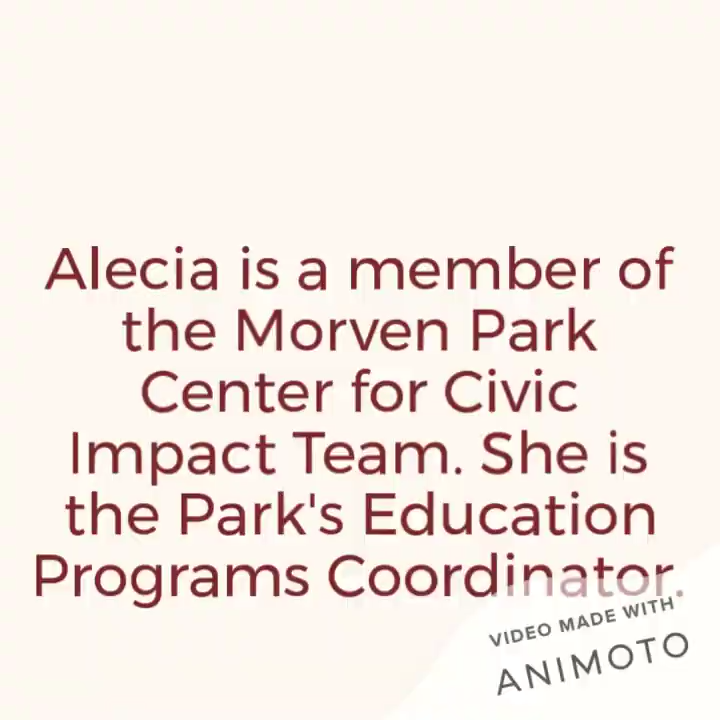 Alecia is a member of
the Morven Park
Center for Civic
Impact Team. She is
the Park's Education
Programs Coordinator.
VIDEO MADE WITH
ANIMOTO